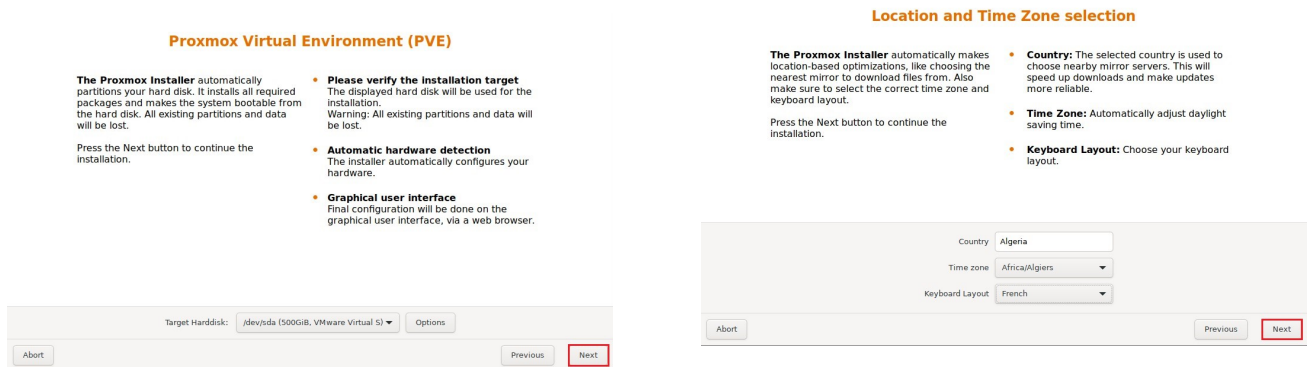 Proxmox Virtual Environment (PVE)
The Proxmox Installer automatically
partitions your hard disk. It installs all required
packages and makes the system bootable from
the hard disk. All existing partitions and data
will be lost.
Press the Next button to continue the
installation.
• Please verify the installation target
The displayed hard disk will be used for the
installation.
Warning: All existing partitions and data will
be lost.
• Automatic hardware detection
The installer automatically configures your
hardware.
• Graphical user interface
Final configuration will be done on the
graphical user interface, via a web browser.
Target Harddisk: /dev/sda (500GiB, VMware Virtual S) Options
Abort Previous Next
Location and Time Zone selection
The Proxmox Installer automatically makes
location-based optimizations, like choosing the
nearest mirror to download files from. Also
make sure to select the correct time zone and
keyboard layout.
Press the Next button to continue the
installation.
• Country: The selected country is used to
choose nearby mirror servers. This will
speed up downloads and make updates
more reliable.
• Time Zone: Automatically adjust daylight
saving time.
• Keyboard Layout: Choose your keyboard
layout.
Country Algeria
Time zone Africa/Algiers
Keyboard Layout French
Abort Previous Next